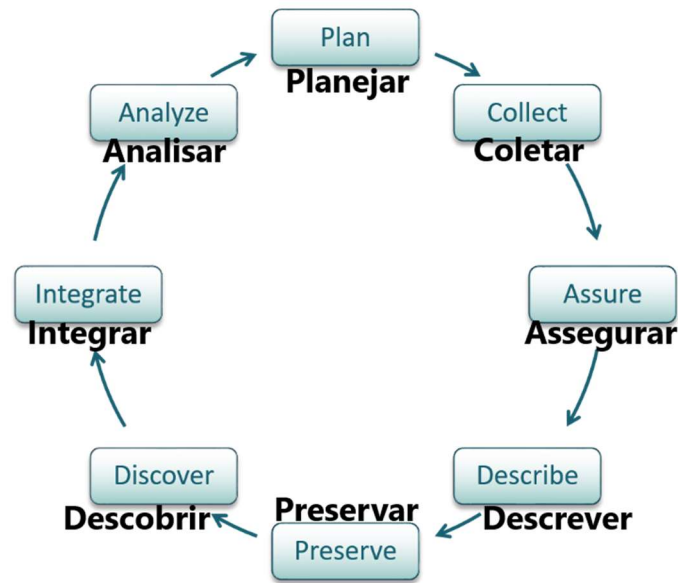 Plan
Planejar
Collect
Coletar
Assure
Assegurar
Describe
Descrever
Preservar
Preserve
Discover
Descobrir
Integrate
Integrar
Analyze
Analisar